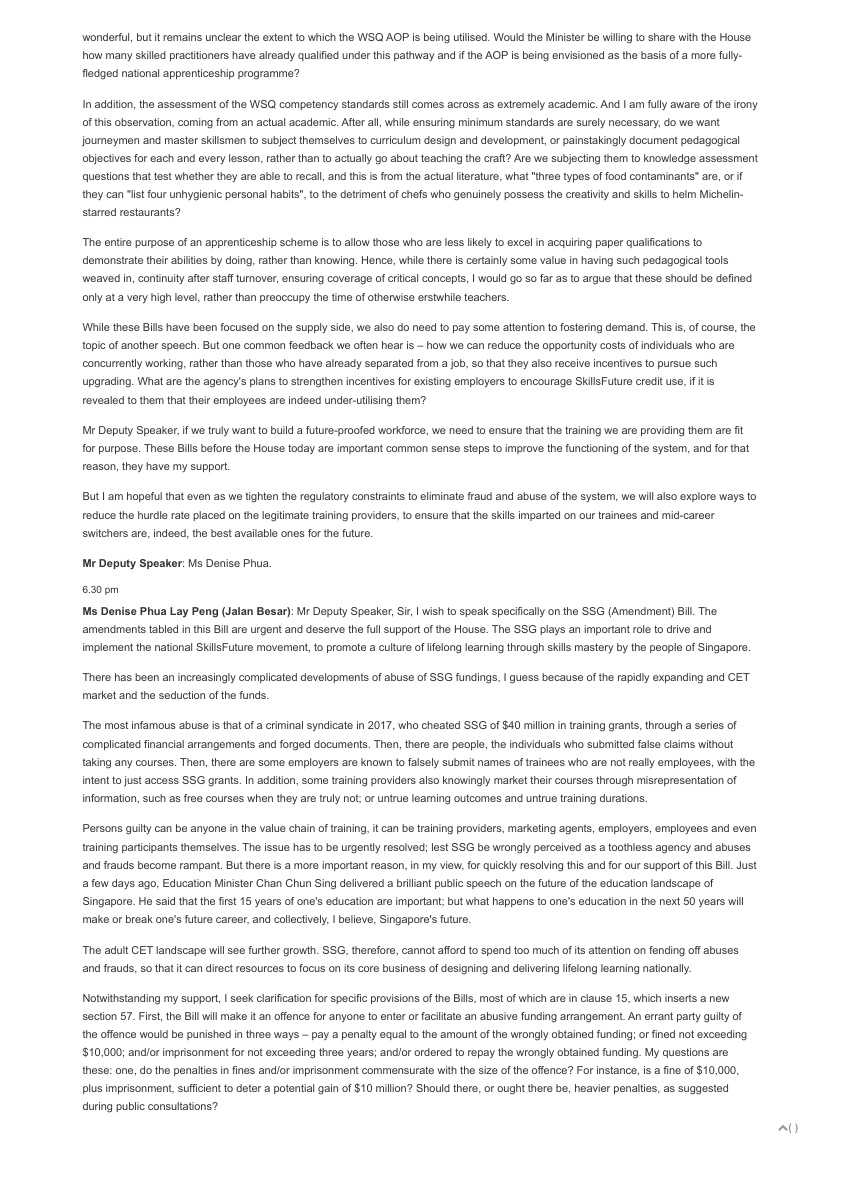 wonderful, but it remains unclear the extent to which the WSQ AOP is being utilised. Would the Minister be willing to share with the House
how many skilled practitioners have already qualified under this pathway and if the AOP is being envisioned as the basis of a more fully-
fledged national apprenticeship programme?
In addition, the assessment of the WSQ competency standards still comes across as extremely academic. And I am fully aware of the irony
of this observation, coming from an actual academic. After all, while ensuring minimum standards are surely necessary, do we want
journeymen and master skillsmen to subject themselves to curriculum design and development, or painstakingly document pedagogical
objectives for each and every lesson, rather than to actually go about teaching the craft? Are we subjecting them to knowledge assessment
questions that test whether they are able to recall, and this is from the actual literature, what "three types of food contaminants" are, or if
they can "list four unhygienic personal habits", to the detriment of chefs who genuinely possess the creativity and skills to helm Michelin-
starred restaurants?
The entire purpose of an apprenticeship scheme is to allow those who are less likely to excel in acquiring paper qualifications to
demonstrate their abilities by doing, rather than knowing. Hence, while there is certainly some value in having such pedagogical tools
weaved in, continuity after staff turnover, ensuring coverage of critical concepts, I would go so far as to argue that these should be defined
only at a very high level, rather than preoccupy the time of otherwise erstwhile teachers.
While these Bills have been focused on the supply side, we also do need to pay some attention to fostering demand. This is, of course, the
topic of another speech. But one common feedback we often hear is – how we can reduce the opportunity costs of individuals who are
concurrently working, rather than those who have already separated from a job, so that they also receive incentives to pursue such
upgrading. What are the agency's plans to strengthen incentives for existing employers to encourage SkillsFuture credit use, if it is
revealed to them that their employees are indeed under-utilising them?
Mr Deputy Speaker, if we truly want to build a future-proofed workforce, we need to ensure that the training we are providing them are fit
for purpose. These Bills before the House today are important common sense steps to improve the functioning of the system, and for that
reason, they have my support.
But I am hopeful that even as we tighten the regulatory constraints to eliminate fraud and abuse of the system, we will also explore ways to
reduce the hurdle rate placed on the legitimate training providers, to ensure that the skills imparted on our trainees and mid-career
switchers are, indeed, the best available ones for the future.
Mr Deputy Speaker: Ms Denise Phua.
6.30 pm
Ms Denise Phua Lay Peng (Jalan Besar): Mr Deputy Speaker, Sir, I wish to speak specifically on the SSG (Amendment) Bill. The
amendments tabled in this Bill are urgent and deserve the full support of the House. The SSG plays an important role to drive and
implement the national SkillsFuture movement, to promote a culture of lifelong learning through skills mastery by the people of Singapore.
There has been an increasingly complicated developments of abuse of SSG fundings, I guess because of the rapidly expanding and CET
market and the seduction of the funds.
The most infamous abuse is that of a criminal syndicate in 2017, who cheated SSG of $40 million in training grants, through a series of
complicated financial arrangements and forged documents. Then, there are people, the individuals who submitted false claims without
taking any courses. Then, there are some employers are known to falsely submit names of trainees who are not really employees, with the
intent to just access SSG grants. In addition, some training providers also knowingly market their courses through misrepresentation of
information, such as free courses when they are truly not; or untrue learning outcomes and untrue training durations.
Persons guilty can be anyone in the value chain of training, it can be training providers, marketing agents, employers, employees and even
training participants themselves. The issue has to be urgently resolved; lest SSG be wrongly perceived as a toothless agency and abuses
and frauds become rampant. But there is a more important reason, in my view, for quickly resolving this and for our support of this Bill. Just
a few days ago, Education Minister Chan Chun Sing delivered a brilliant public speech on the future of the education landscape of
Singapore. He said that the first 15 years of one's education are important; but what happens to one's education in the next 50 years will
make or break one's future career, and collectively, I believe, Singapore's future.
The adult CET landscape will see further growth. SSG, therefore, cannot afford to spend too much of its attention on fending off abuses
and frauds, so that it can direct resources to focus on its core business of designing and delivering lifelong learning nationally.
Notwithstanding my support, I seek clarification for specific provisions of the Bills, most of which are in clause 15, which inserts a new
section 57. First, the Bill will make it an offence for anyone to enter or facilitate an abusive funding arrangement. An errant party guilty of
the offence would be punished in three ways – pay a penalty equal to the amount of the wrongly obtained funding; or fined not exceeding
$10,000; and/or imprisonment for not exceeding three years; and/or ordered to repay the wrongly obtained funding. My questions are
these: one, do the penalties in fines and/or imprisonment commensurate with the size of the offence? For instance, is a fine of $10,000,
plus imprisonment, sufficient to deter a potential gain of $10 million? Should there, or ought there be, heavier penalties, as suggested
during public consultations?
( )